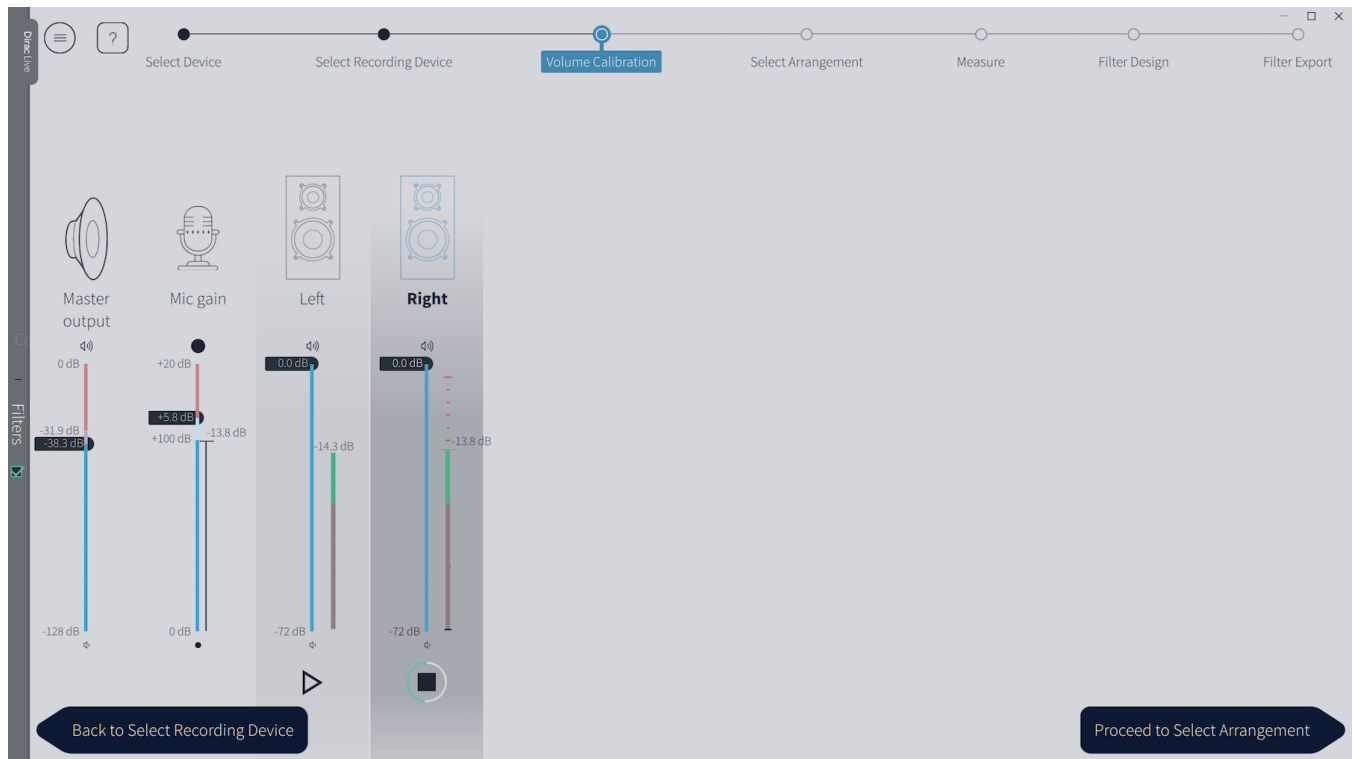 Dirac Live
?
Select Device
Select Recording Device
Volume Calibration
Select Arrangement
Measure
Filter Design
Filter Export
Co
Filters
Master
output
Mic gain
Left
Right
0 dB
-31.9 dB
-38.3 dB
-128 dB
+20 dB
+5.8 dB
+100 dB
-13.8 dB
0 dB
0.0 dB
-14.3 dB
-72 dB
0.0 dB
-13.8 dB
-72 dB
Back to Select Recording Device
Proceed to Select Arrangement